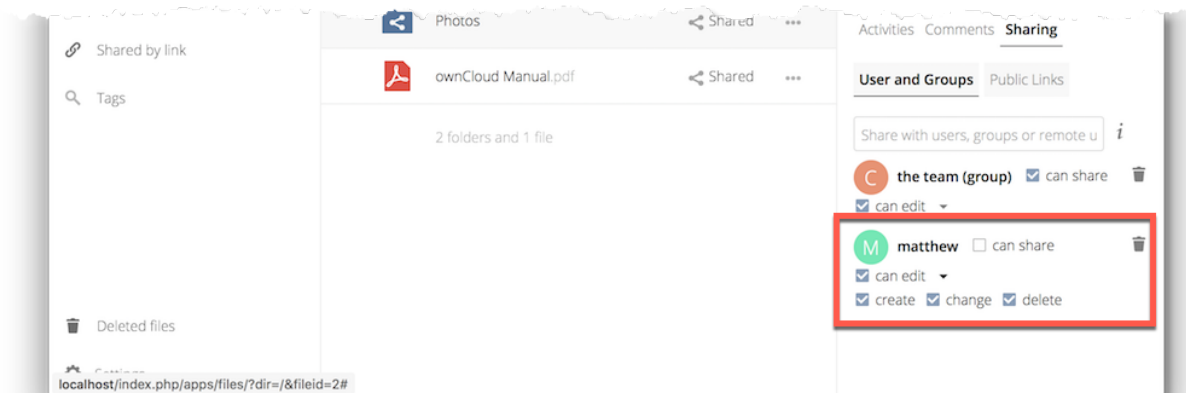 Shared by link
Tags
Deleted files
Settings
localhost/index.php/apps/files/?dir=/&fileid=2#
Photos
Shared
ownCloud Manual.pdf
Shared
2 folders and 1 file
Activities Comments Sharing
User and Groups Public Links
Share with users, groups or remote u i
C the team (group) can share
can edit
M matthew can share
can edit
create change delete